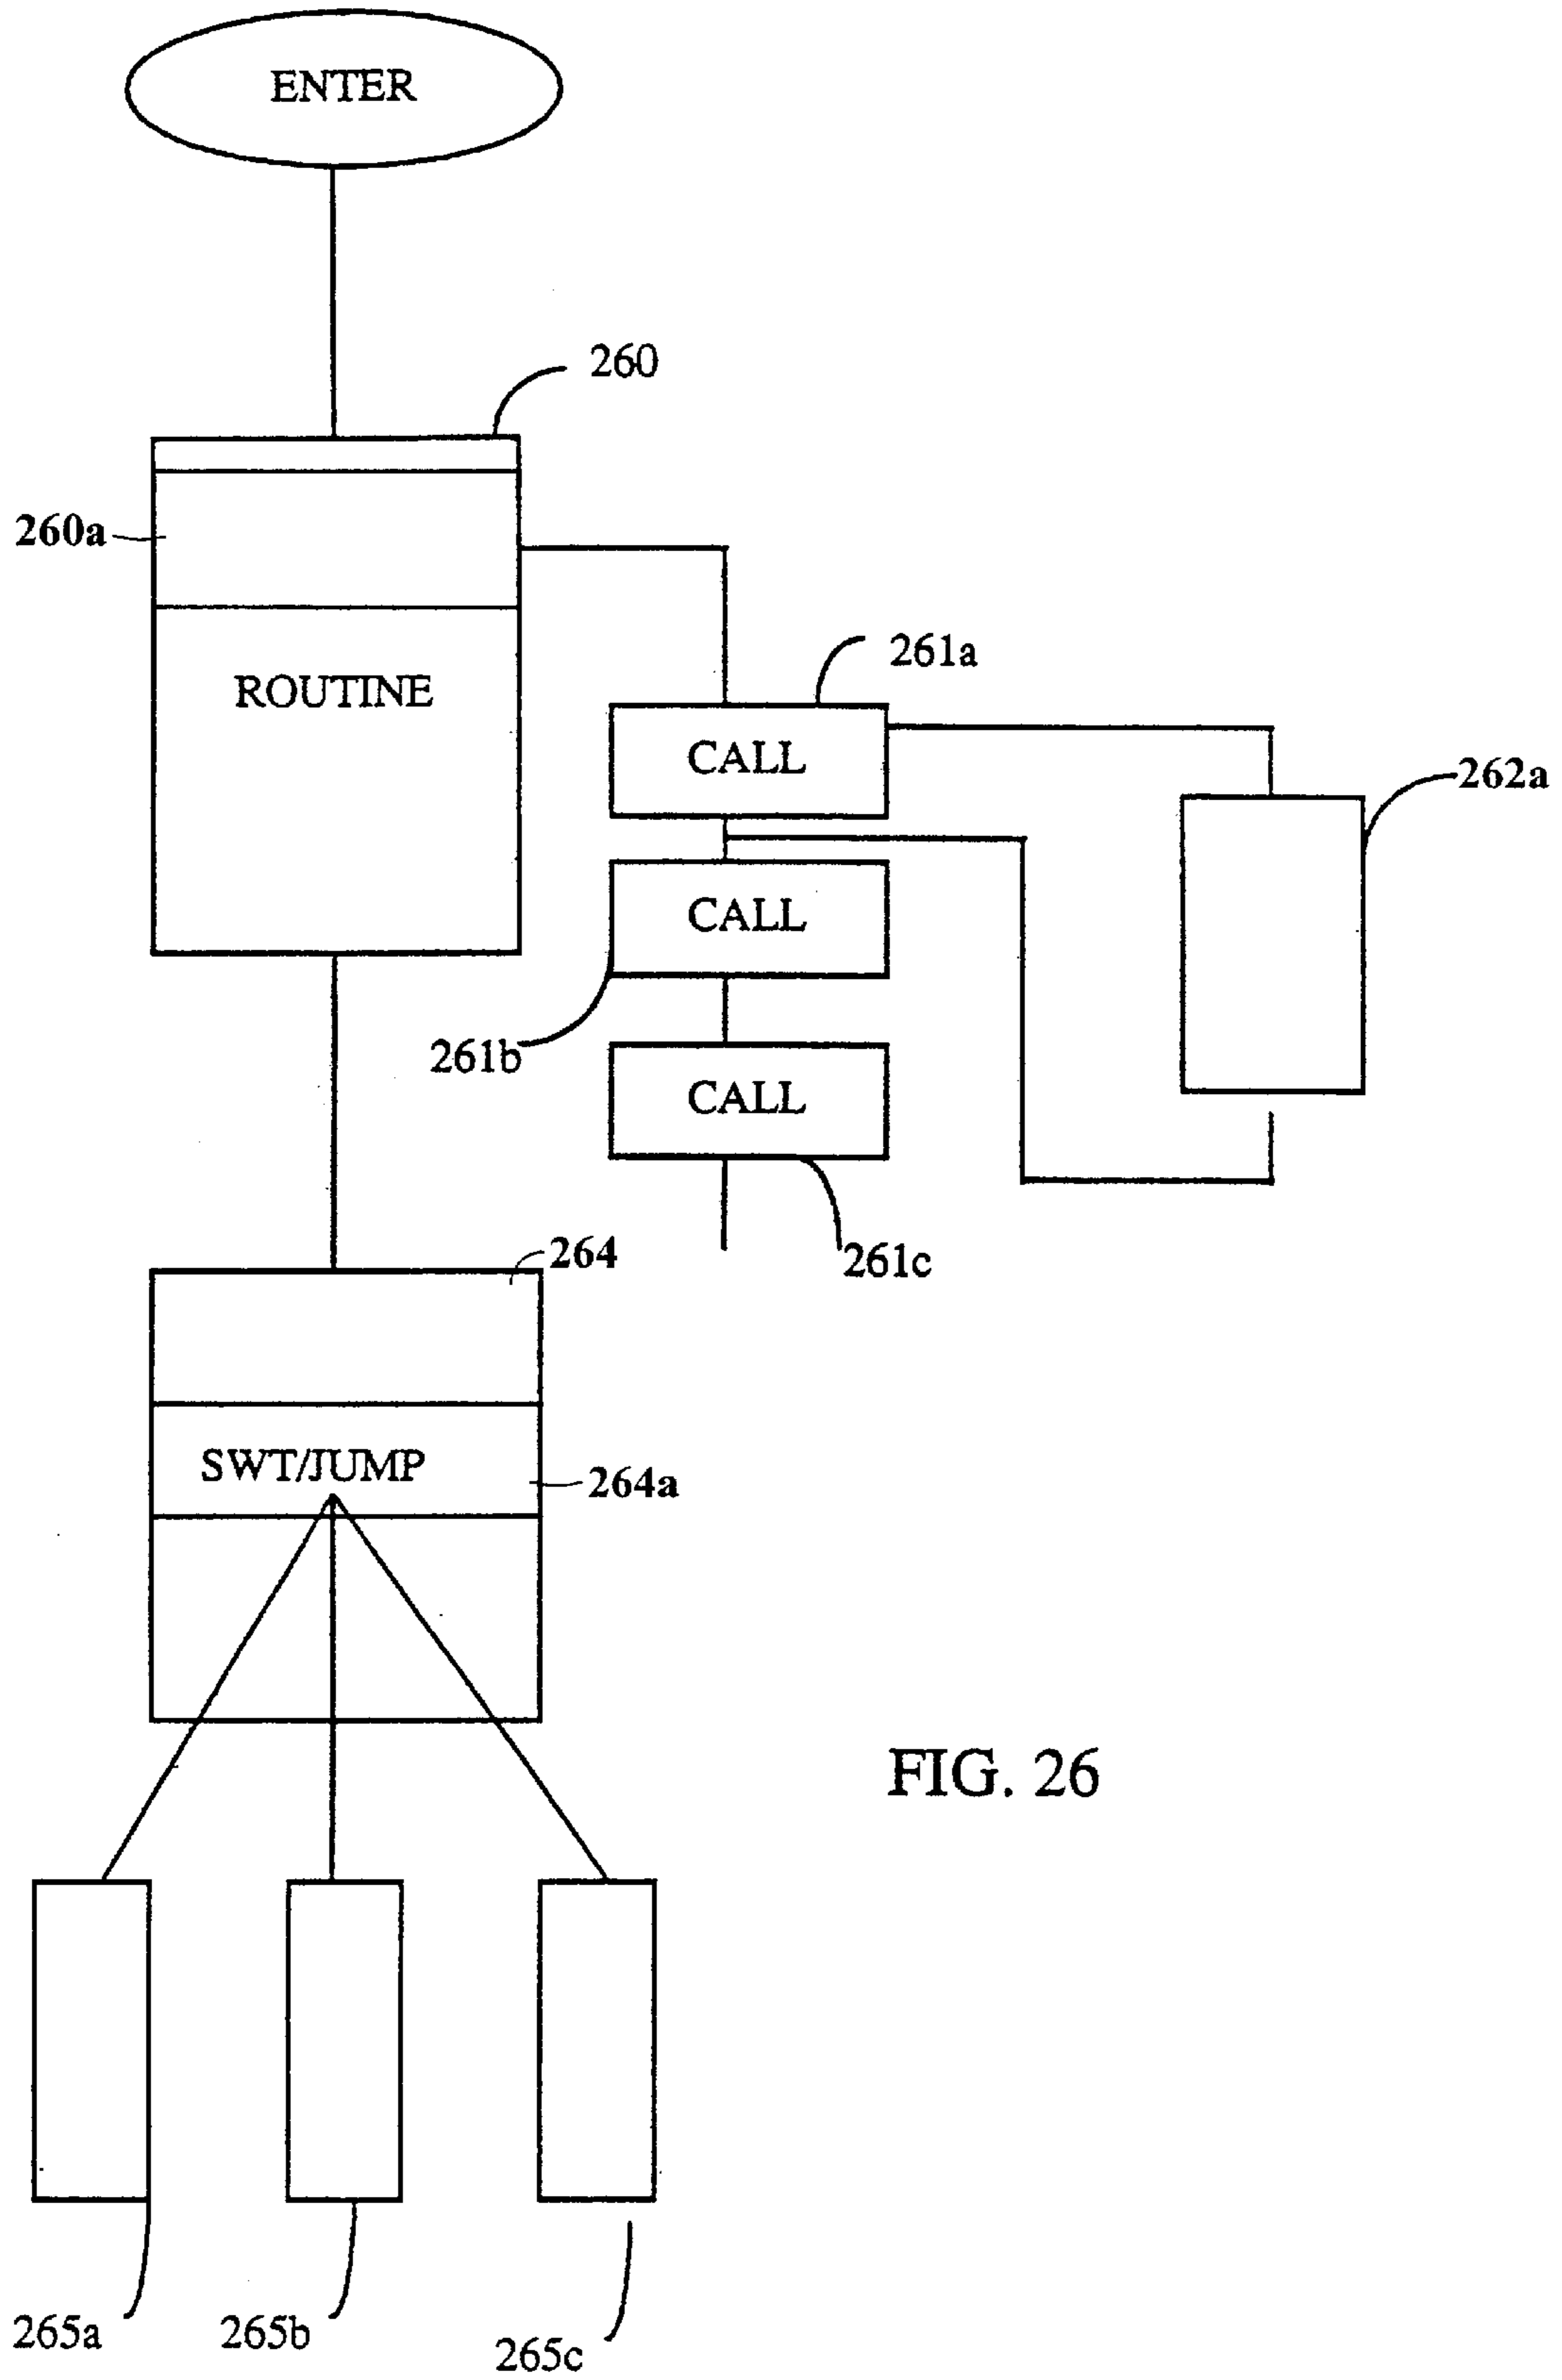 ENTER
260
260a
ROUTINE
261a
CALL
262a
CALL
261b
CALL
261c
264
SWT/JUMP
264a
FIG. 26
265a
265b
265c